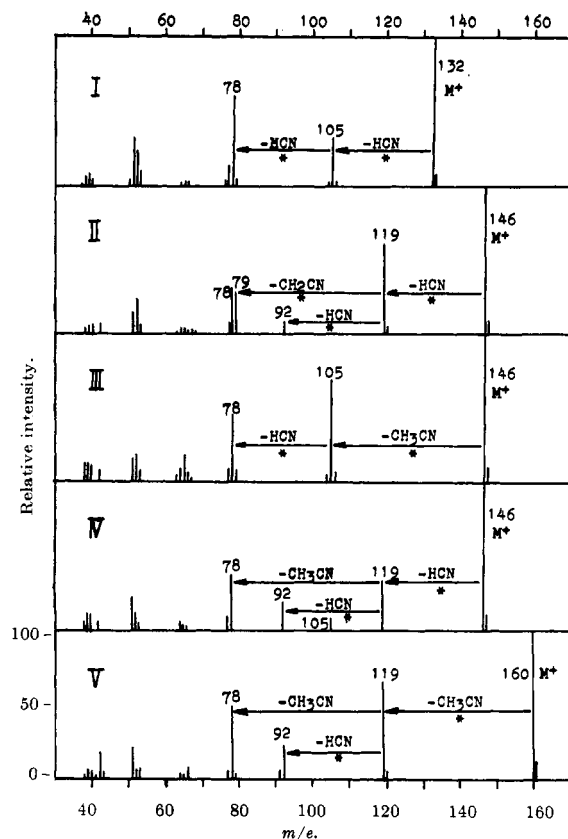 40 60 80 100 120 140 160
I
132
M⁺
78
105
-HCN
*
-HCN
*
II
146
M⁺
119
78 79
-CH₂CN
*
-HCN
*
92
-HCN
*
III
146
M⁺
105
78
-HCN
*
-CH₃CN
*
IV
146
M⁺
78
-CH₃CN
119
-HCN
*
92
-HCN
*
105
V
160
M⁺
119
78
-CH₃CN
-CH₃CN
*
92
-HCN
*
Relative intensity.
100
50
0
40 60 80 100 120 140 160
m/e.